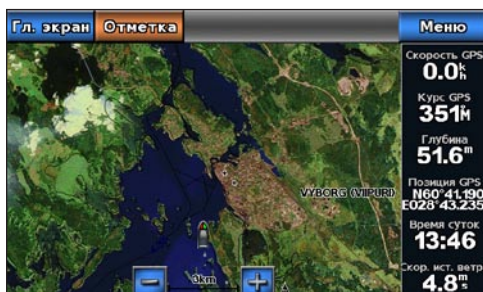 Гл. экран Отметка Меню
Скорость GPS
0.0 k h
Курс GPS
351° M
Глубина
51.6 m
VYBORG (VIIPURI)
Позиция GPS
N60°41.190
E028°43.235
Время суток
13:46
Скор. ист. ветр
4.8 m s
3km